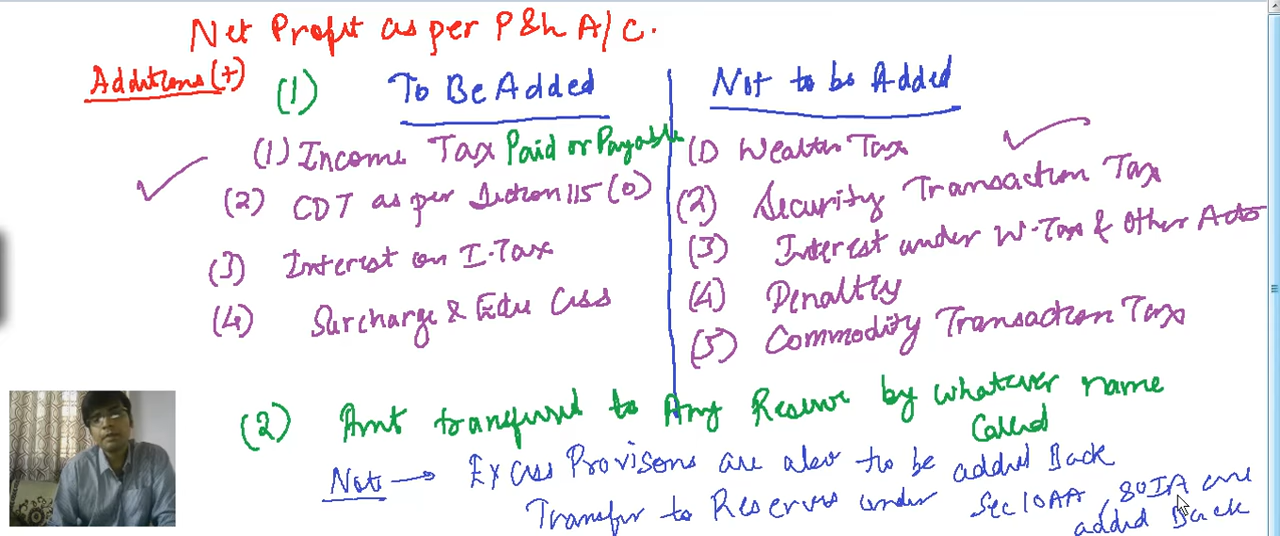 Net Profit as per P&L A/C.
Additions (+)
(1) To Be Added
(1) Income Tax Paid or Payable
(2) CDT as per Section 115 (O)
(3) Interest on I.Tax
(4) Surcharge & Edu Cess
Not to be Added
(1) Wealth Tax
(2) Security Transaction Tax
(3) Interest under W.Tax & Other Acts
(4) Penaltly
(5) Commodity Transaction Tax
(2) Amt transferred to Any Reserve by whatever name
Called
Note → Excess Provisons are also to be added Back
Transfer to Reserves under Sec 10AA, 80IA are
added Back